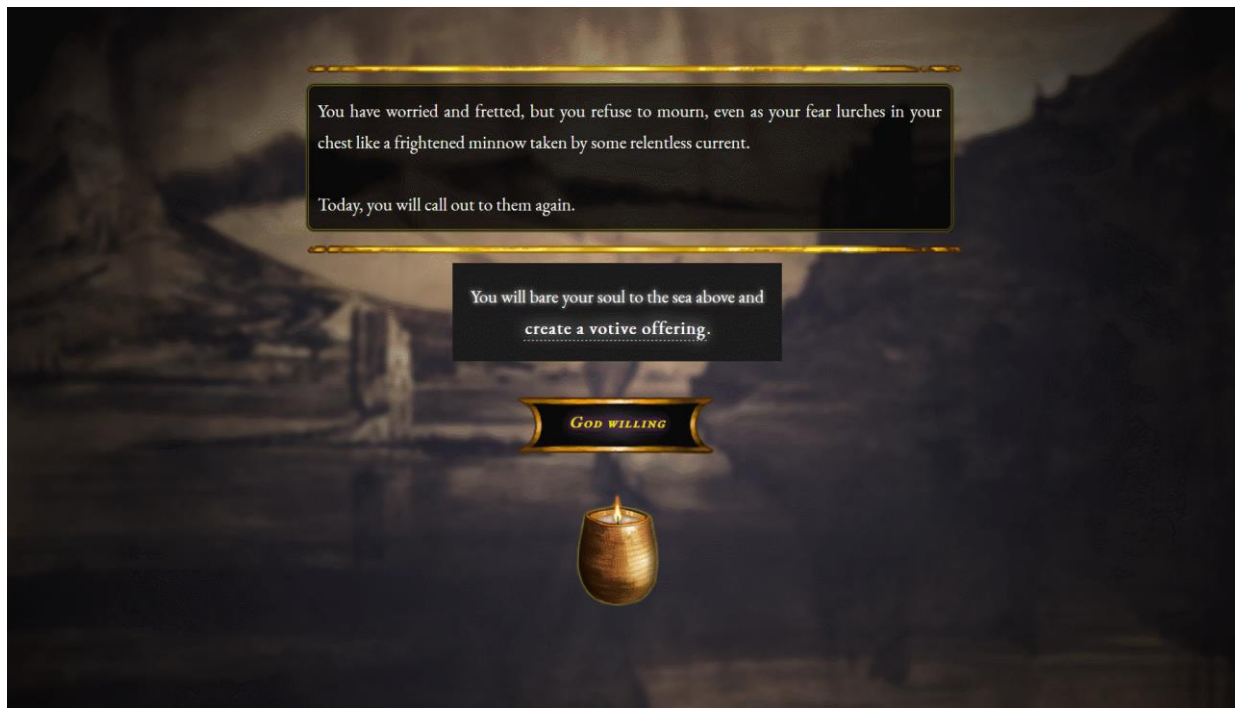 You have worried and fretted, but you refuse to mourn, even as your fear lurches in your
chest like a frightened minnow taken by some relentless current.
Today, you will call out to them again.
You will bare your soul to the sea above and
create a votive offering.
God willing